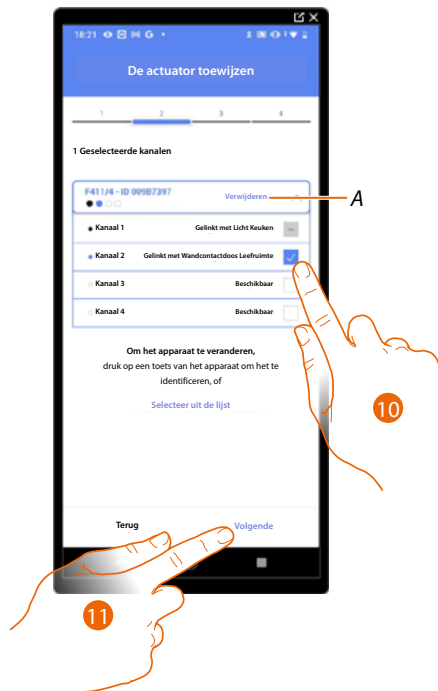 18:21
De actuator toewijzen
1 2 3 4
1 Geselecteerde kanalen
F411/4 - ID 009B7397
Verwijderen
A
Kanaal 1 Gelinkt met Licht Keuken
Kanaal 2 Gelinkt met Wandcontactdoos Leefruimte
Kanaal 3 Beschikbaar
Kanaal 4 Beschikbaar
Om het apparaat te veranderen,
druk op een toets van het apparaat om het te
identificeren, of
Selecteer uit de lijst
10
Terug Volgende
11